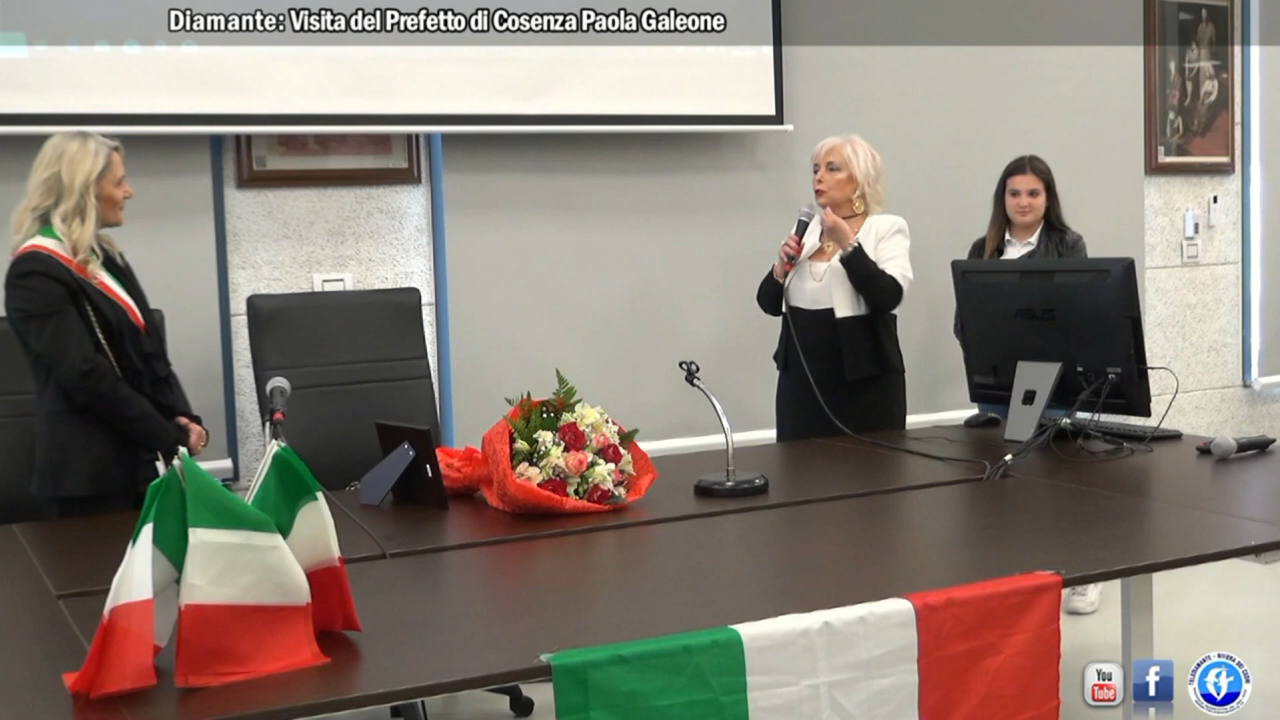 Diamante: Visita del Prefetto di Cosenza Paola Galeone
ASUS
You
Tube
f